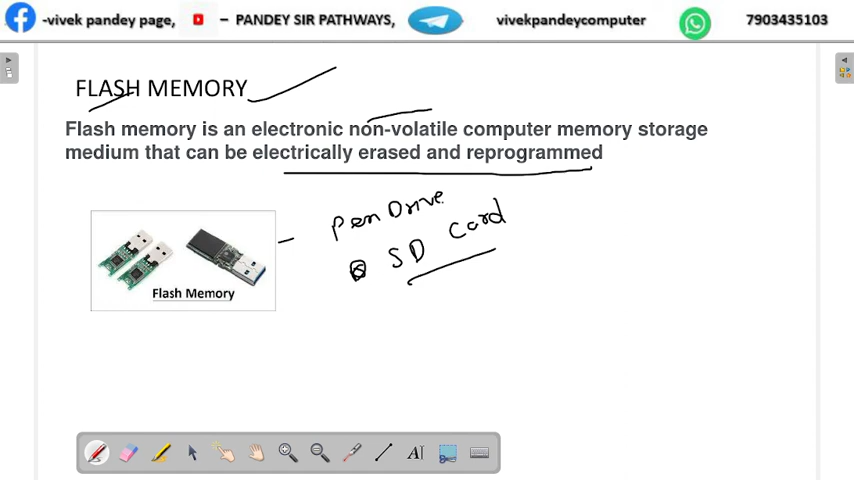 -vivek pandey page, – PANDEY SIR PATHWAYS, vivekpandeycomputer 7903435103
FLASH MEMORY
Flash memory is an electronic non-volatile computer memory storage
medium that can be electrically erased and reprogrammed
Pen Drive
SD Card
Flash Memory